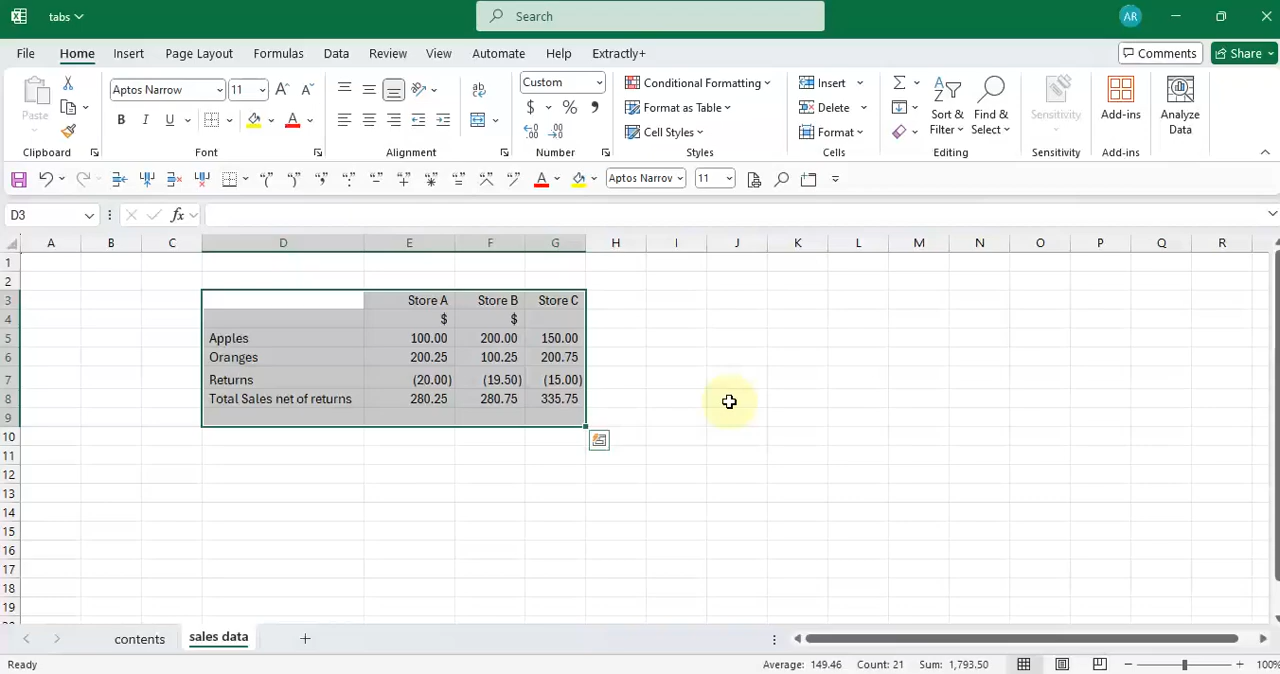 tabs
Search
AR
File Home Insert Page Layout Formulas Data Review View Automate Help Extractly+ Comments Share
Paste
Aptos Narrow 11 Custom
Conditional Formatting
Format as Table
Cell Styles
Insert
Delete
Format
Sort & Filter
Find & Select
Sensitivity
Add-ins
Analyze Data
Clipboard Font Alignment Number Styles Cells Editing Sensitivity Add-ins
Aptos Narrov 11
D3 fx
A B C D E F G H I J K L M N O P Q R
1
2
3 Store A Store B Store C
4 $ $
5 Apples 100.00 200.00 150.00
6 Oranges 200.25 100.25 200.75
7 Returns (20.00) (19.50) (15.00)
8 Total Sales net of returns 280.25 280.75 335.75
9
10
11
12
13
14
15
16
17
18
19
contents sales data
Ready Average: 149.46 Count: 21 Sum: 1,793.50 100%